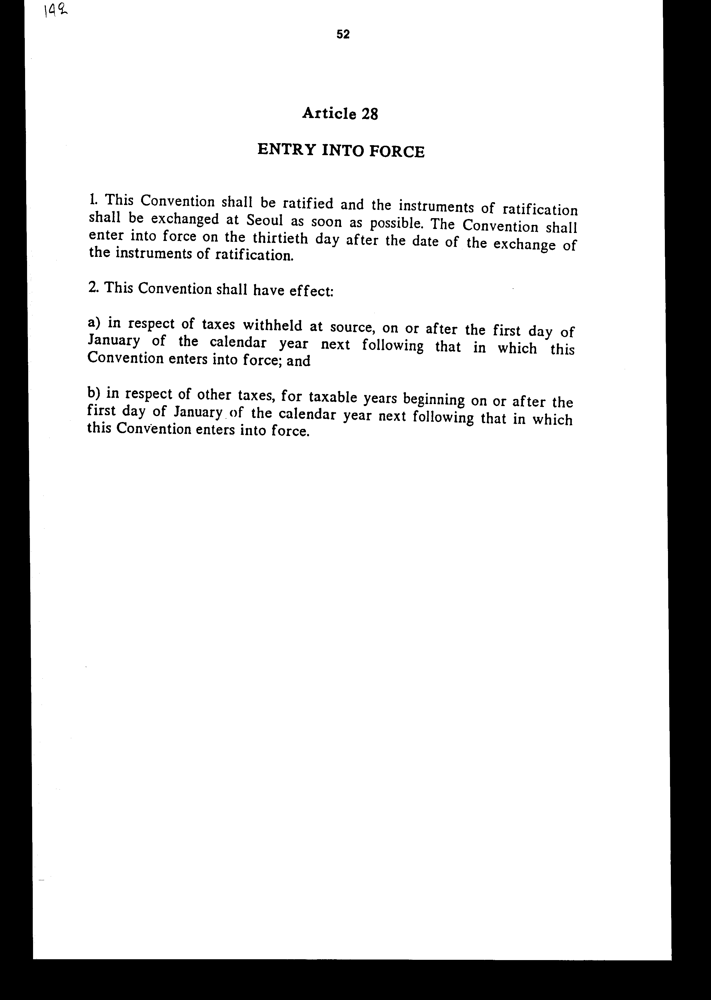 142
52
Article 28
ENTRY INTO FORCE
1. This Convention shall be ratified and the instruments of ratification
shall be exchanged at Seoul as soon as possible. The Convention shall
enter into force on the thirtieth day after the date of the exchange of
the instruments of ratification.
2. This Convention shall have effect:
a) in respect of taxes withheld at source, on or after the first day of
January of the calendar year next following that in which this
Convention enters into force; and
b) in respect of other taxes, for taxable years beginning on or after the
first day of January of the calendar year next following that in which
this Convention enters into force.